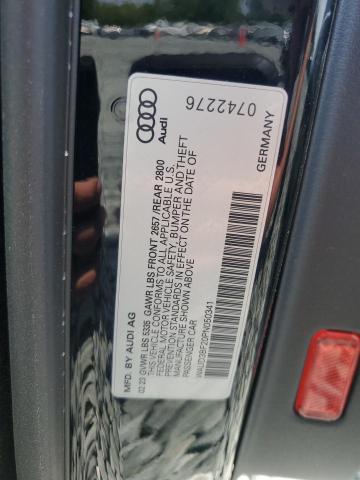 Audi
0742276
GERMANY
MFD. BY AUDI AG
02.23 GVWR LBS 5335 GAWR LBS FRONT 2657 /REAR 2800
THIS VEHICLE CONFORMS TO ALL APPLICABLE U.S.
FEDERAL MOTOR VEHICLE SAFETY, BUMPER AND THEFT
PREVENTION STANDARDS IN EFFECT ON THE DATE OF
MANUFACTURE SHOWN ABOVE
PASSENGER CAR
WAUD3BF20PN050341